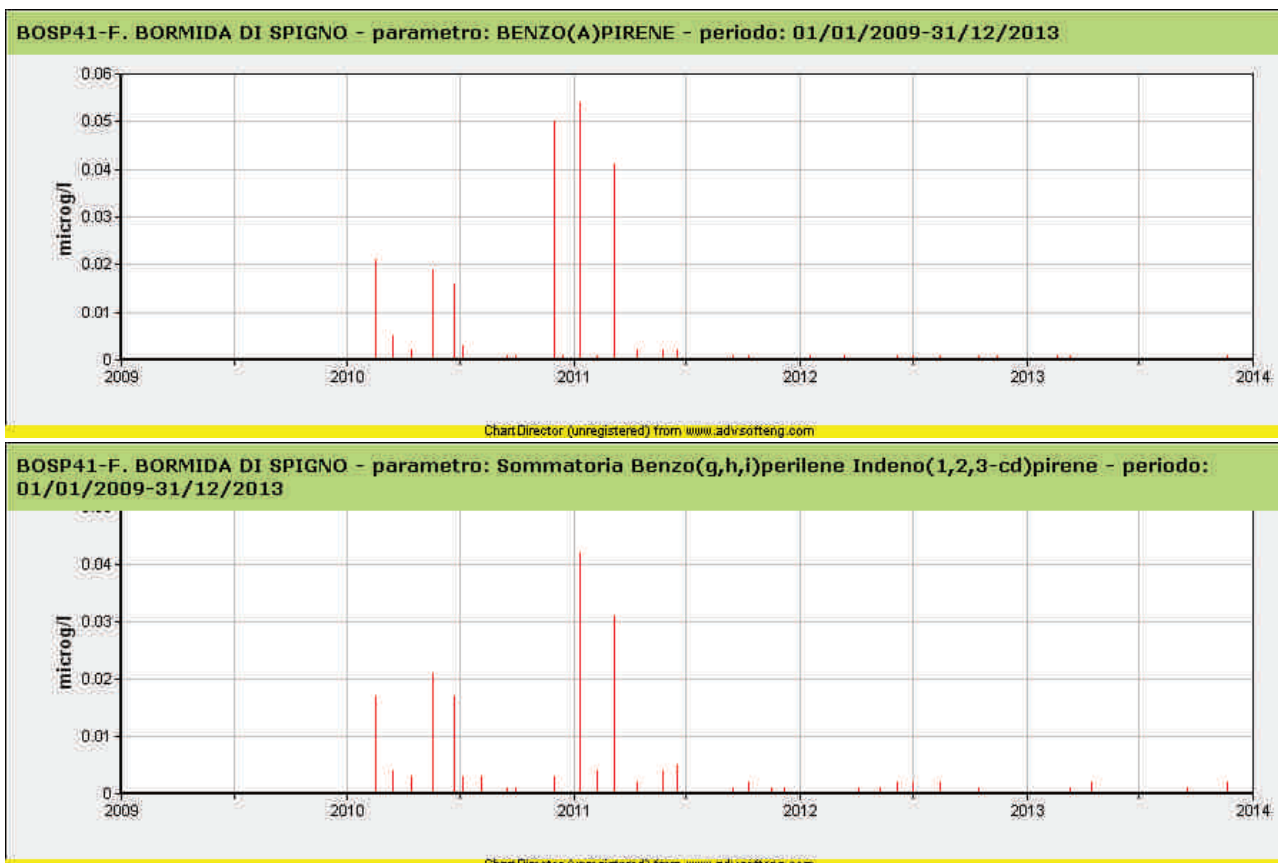 BOSP41-F. BORMIDA DI SPIGNO - parametro: BENZO(A)PIRENE - periodo: 01/01/2009-31/12/2013
0.06
0.05
0.04
0.03
0.02
0.01
0
microg/l
2009 2010 2011 2012 2013 2014
Chart Director (unregistered) from www.advsofteng.com
BOSP41-F. BORMIDA DI SPIGNO - parametro: Sommatoria Benzo(g,h,i)perilene Indeno(1,2,3-cd)pirene - periodo:
01/01/2009-31/12/2013
0.04
0.03
0.02
0.01
0
microg/l
2009 2010 2011 2012 2013 2014